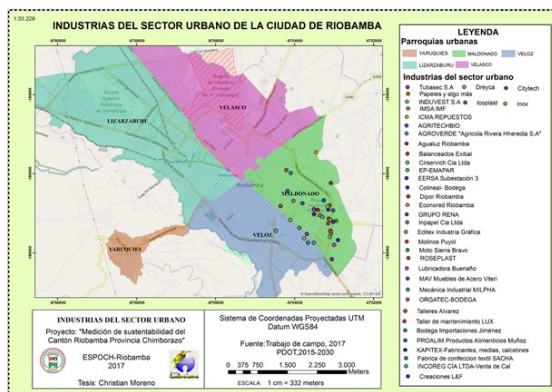 1:33.229
INDUSTRIAS DEL SECTOR URBANO DE LA CIUDAD DE RIOBAMBA
LIZARZABURU
VELASCO
Riobamba
MALDONADO
VELOZ
YARUQUIES
LEYENDA
Parroquias urbanas
YARUQUIES MALDONADO VELOZ
LIZARZABURU VELASCO
Industrias del sector urbano
Tubasec S.A Dreyca Citytech
Papeles y algo más
INDUVEST S.A Icoplast Inox
IMSA IMF
ICMA REPUESTOS
AGRITECHBIO
AGROVERDE "Agricola Rivera Hheredia S.A"
Agualuz Riobamba
Balanceados Exibal
Cirservich Cia Ltda
EP-EMAPAR
EERSA Subestación 3
Colineal- Bodega
Dipor Riobamba
Econored Riobamba
GRUPO RENA
Inpapel Cia Ltda
Editex Industria Gráfica
Molinos Puyol
Moto Sierra Bravo
ROSEPLAST
Lubricadora Buenaño
MAV Muebles de Acero Viteri
Mecánica Industrial MILPHA
ORGATEC-BODEGA
Talleres Alvarez
Taller de mantenimiento LUX
Bodega Importaciones Jiménez
PROALIM Productos Alimenticios Muñoz
KAPITEX-Fabricantes, medias, calcetines
Fabrica de confeccion textil SACHA
INCOREG CÍA LTDA-Venta de Cal
Creaciones L&F
INDUSTRIAS DEL SECTOR URBANO
Proyecto: "Medición de sustentabilidad del
Cantón Riobamba Provincia Chimborazo"
ESPOCH-Riobamba
2017
Tesis: Christian Moreno
Sistema de Coordenadas Proyectadas UTM
Datum WGS84
Fuente:Trabajo de campo, 2017
PDOT,2015-2030
0 375 750 1.500 2.250 3.000
Meters
ESCALA: 1 cm = 332 meters